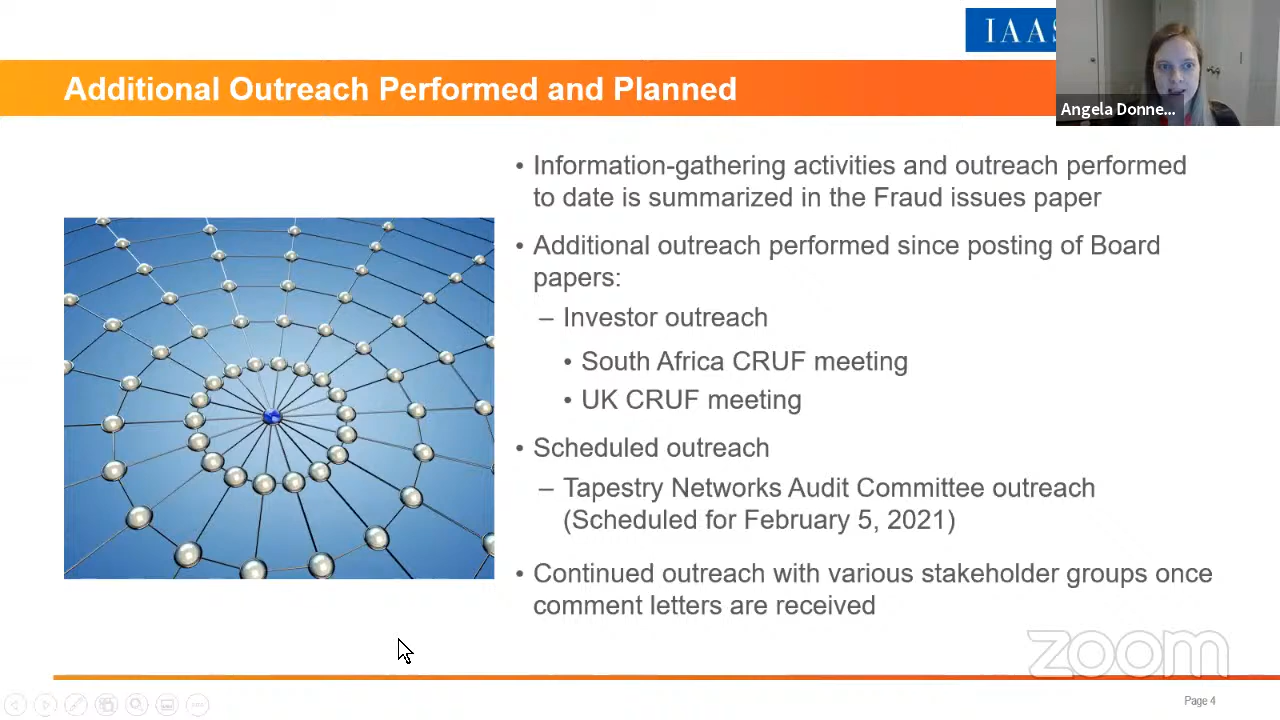 IAAS
Additional Outreach Performed and Planned
Angela Donne...
• Information-gathering activities and outreach performed
to date is summarized in the Fraud issues paper
• Additional outreach performed since posting of Board
papers:
– Investor outreach
• South Africa CRUF meeting
• UK CRUF meeting
• Scheduled outreach
– Tapestry Networks Audit Committee outreach
(Scheduled for February 5, 2021)
• Continued outreach with various stakeholder groups once
comment letters are received
zoom
Page 4